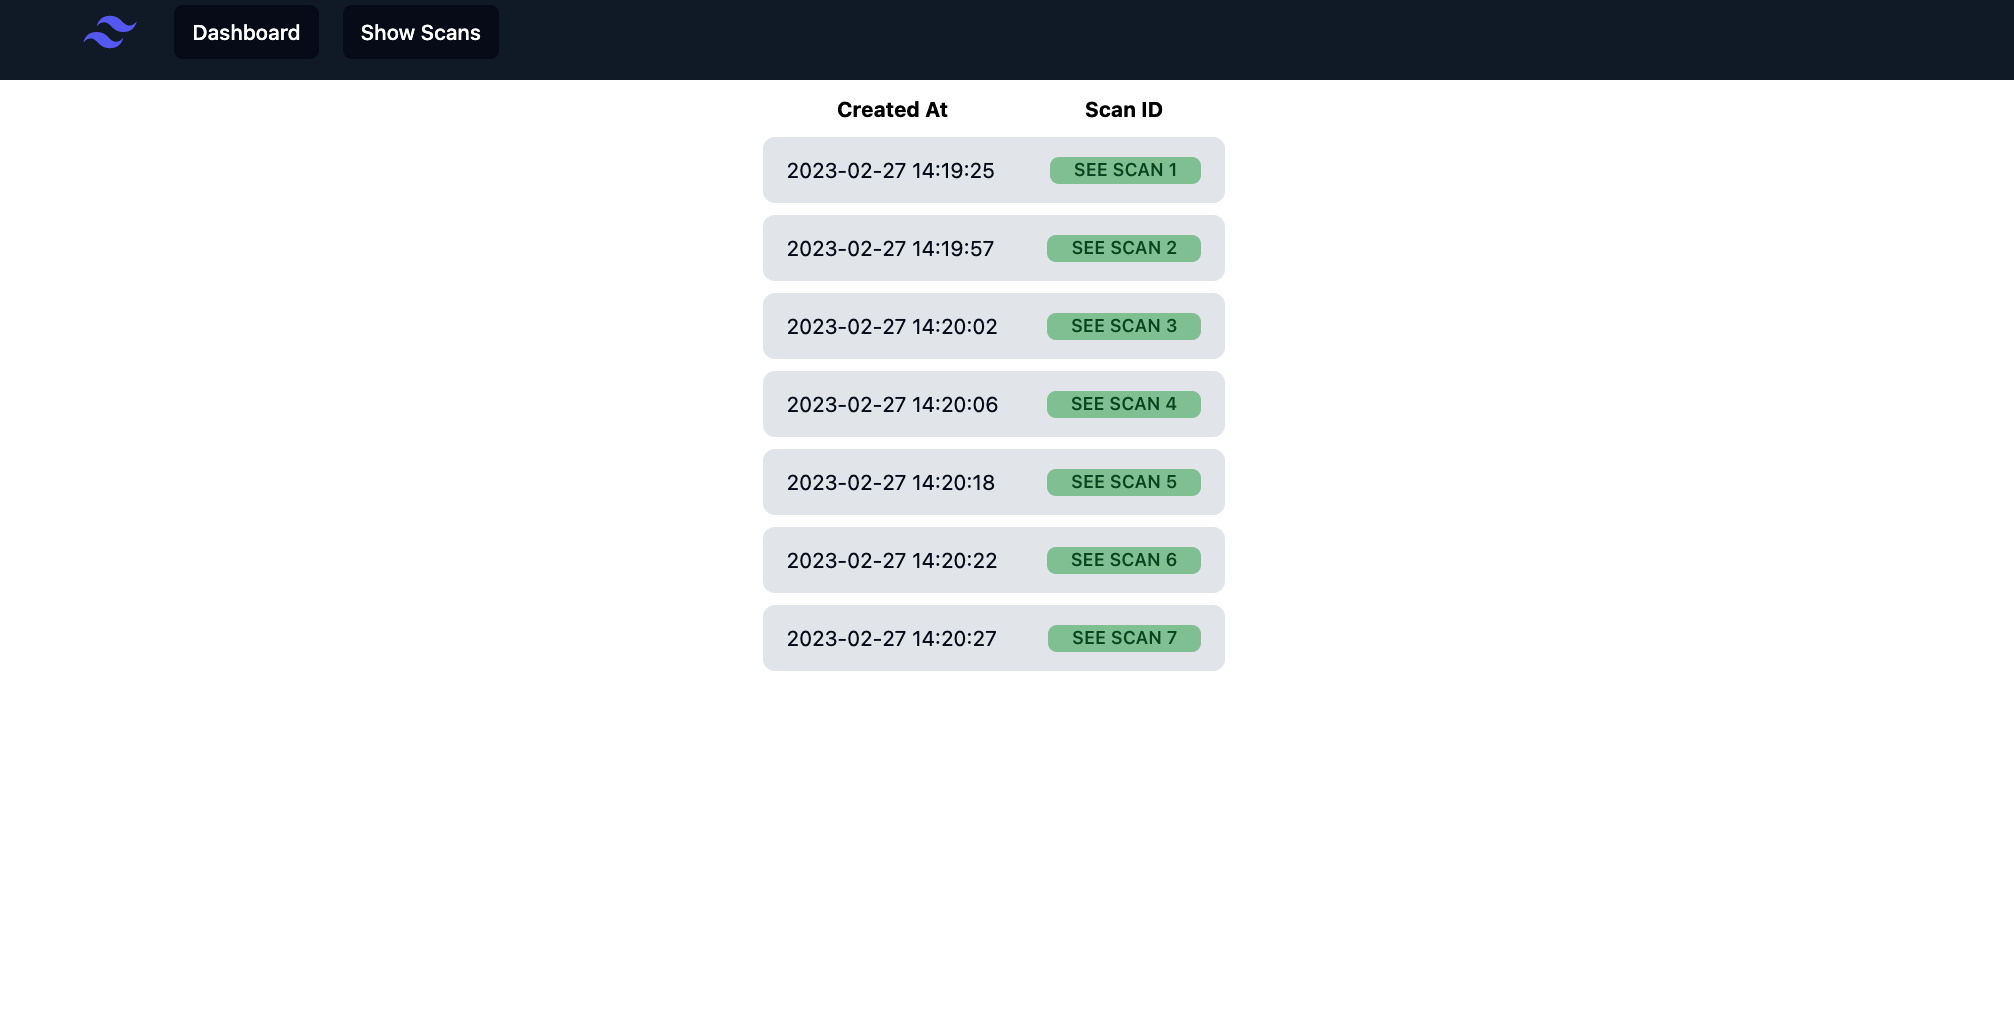 Dashboard Show Scans
Created At Scan ID
2023-02-27 14:19:25 SEE SCAN 1
2023-02-27 14:19:57 SEE SCAN 2
2023-02-27 14:20:02 SEE SCAN 3
2023-02-27 14:20:06 SEE SCAN 4
2023-02-27 14:20:18 SEE SCAN 5
2023-02-27 14:20:22 SEE SCAN 6
2023-02-27 14:20:27 SEE SCAN 7